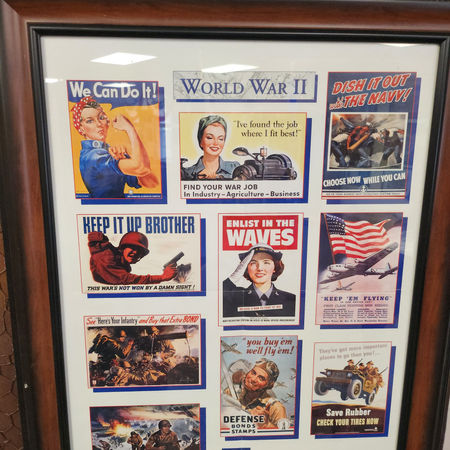 We Can Do It!
WORLD WAR II
"I've found the job
where I fit best!"
FIND YOUR WAR JOB
In Industry – Agriculture – Business
DISH IT OUT
with THE NAVY!
CHOOSE NOW WHILE YOU CAN
KEEP IT UP BROTHER
THIS WAR'S NOT WON BY A DAMN SIGHT!
ENLIST IN THE
WAVES
"KEEP 'EM FLYING"
See "Here's Your Infantry and Buy that Extra BOND!
"you buy 'em
we'll fly 'em!
DEFENSE
BONDS
STAMPS
They've got more important
places to go than you!...
Save Rubber
CHECK YOUR TIRES NOW